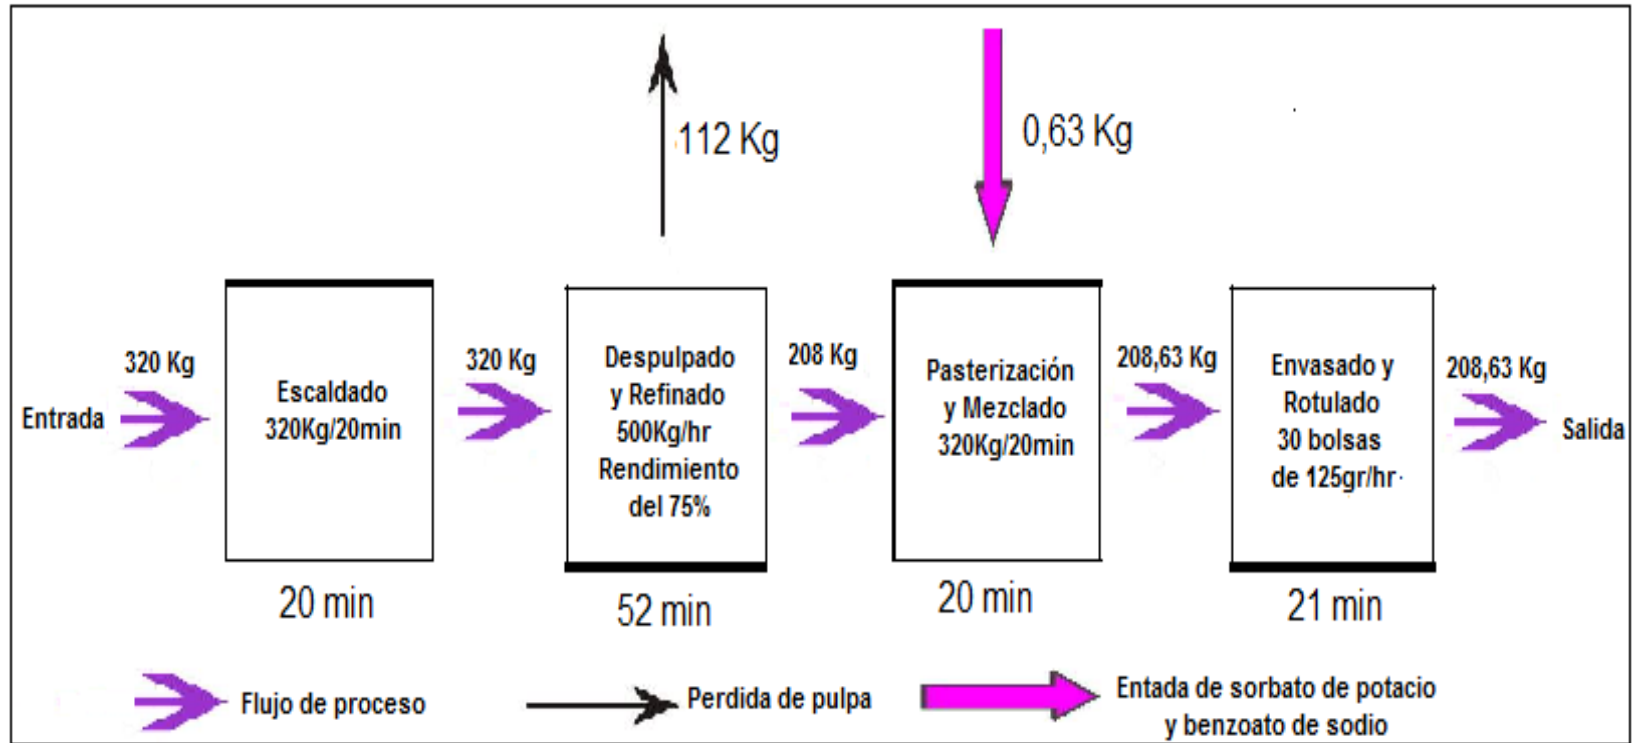 112 Kg
0,63 Kg
Entrada
320 Kg
Escaldado
320Kg/20min
20 min
320 Kg
Despulpado
y Refinado
500Kg/hr
Rendimiento
del 75%
52 min
208 Kg
Pasterización
y Mezclado
320Kg/20min
20 min
208,63 Kg
Envasado y
Rotulado
30 bolsas
de 125gr/hr
21 min
208,63 Kg
Salida
Flujo de proceso
Perdida de pulpa
Entada de sorbato de potacio
y benzoato de sodio